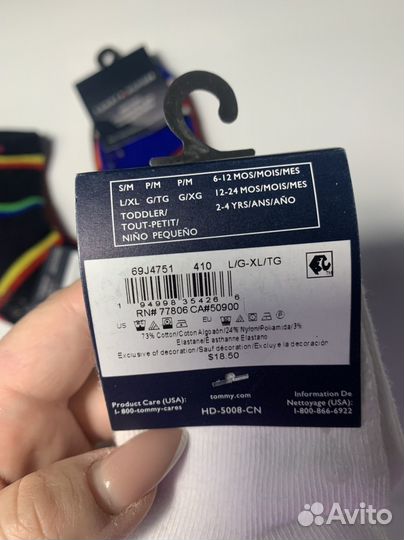 S/M P/M P/M 6-12 MOS/MOIS/MES
L/XL G/TG G/XG 12-24 MOS/MOIS/MES
TODDLER/ 2-4 YRS/ANS/AÑO
TOUT-PETIT/
NIÑO PEQUEÑO
69J4751 410 L/G-XL/TG
1 94998 35426 6
RN# 77806 CA#50900
US EU
73% Cotton/Coton Algodón/24% Nylon/Poliamida/3%
Elastane/Easthanne Elastano
Exclusive of decoration/Sauf décoration/Excluye la decoración
$18.50
Product Care (USA):
1-800-tommy-cares
tommy.com
HD-5008-CN
Informacion De
Nettoyage (USA):
1-800-866-6922
Avito